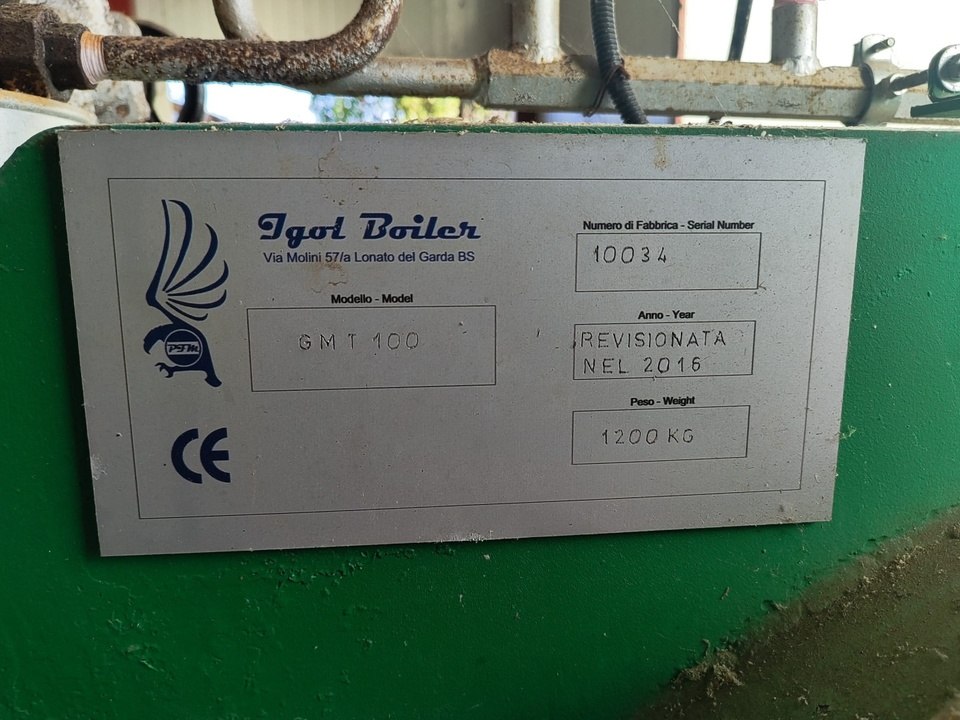 Igot Boiler
Via Molini 57/a Lonato del Garda BS
Modello - Model
GMT 100
Numero di Fabbrica - Serial Number
10034
Anno - Year
REVISIONATA
NEL 2016
Peso - Weight
1200 KG
CE